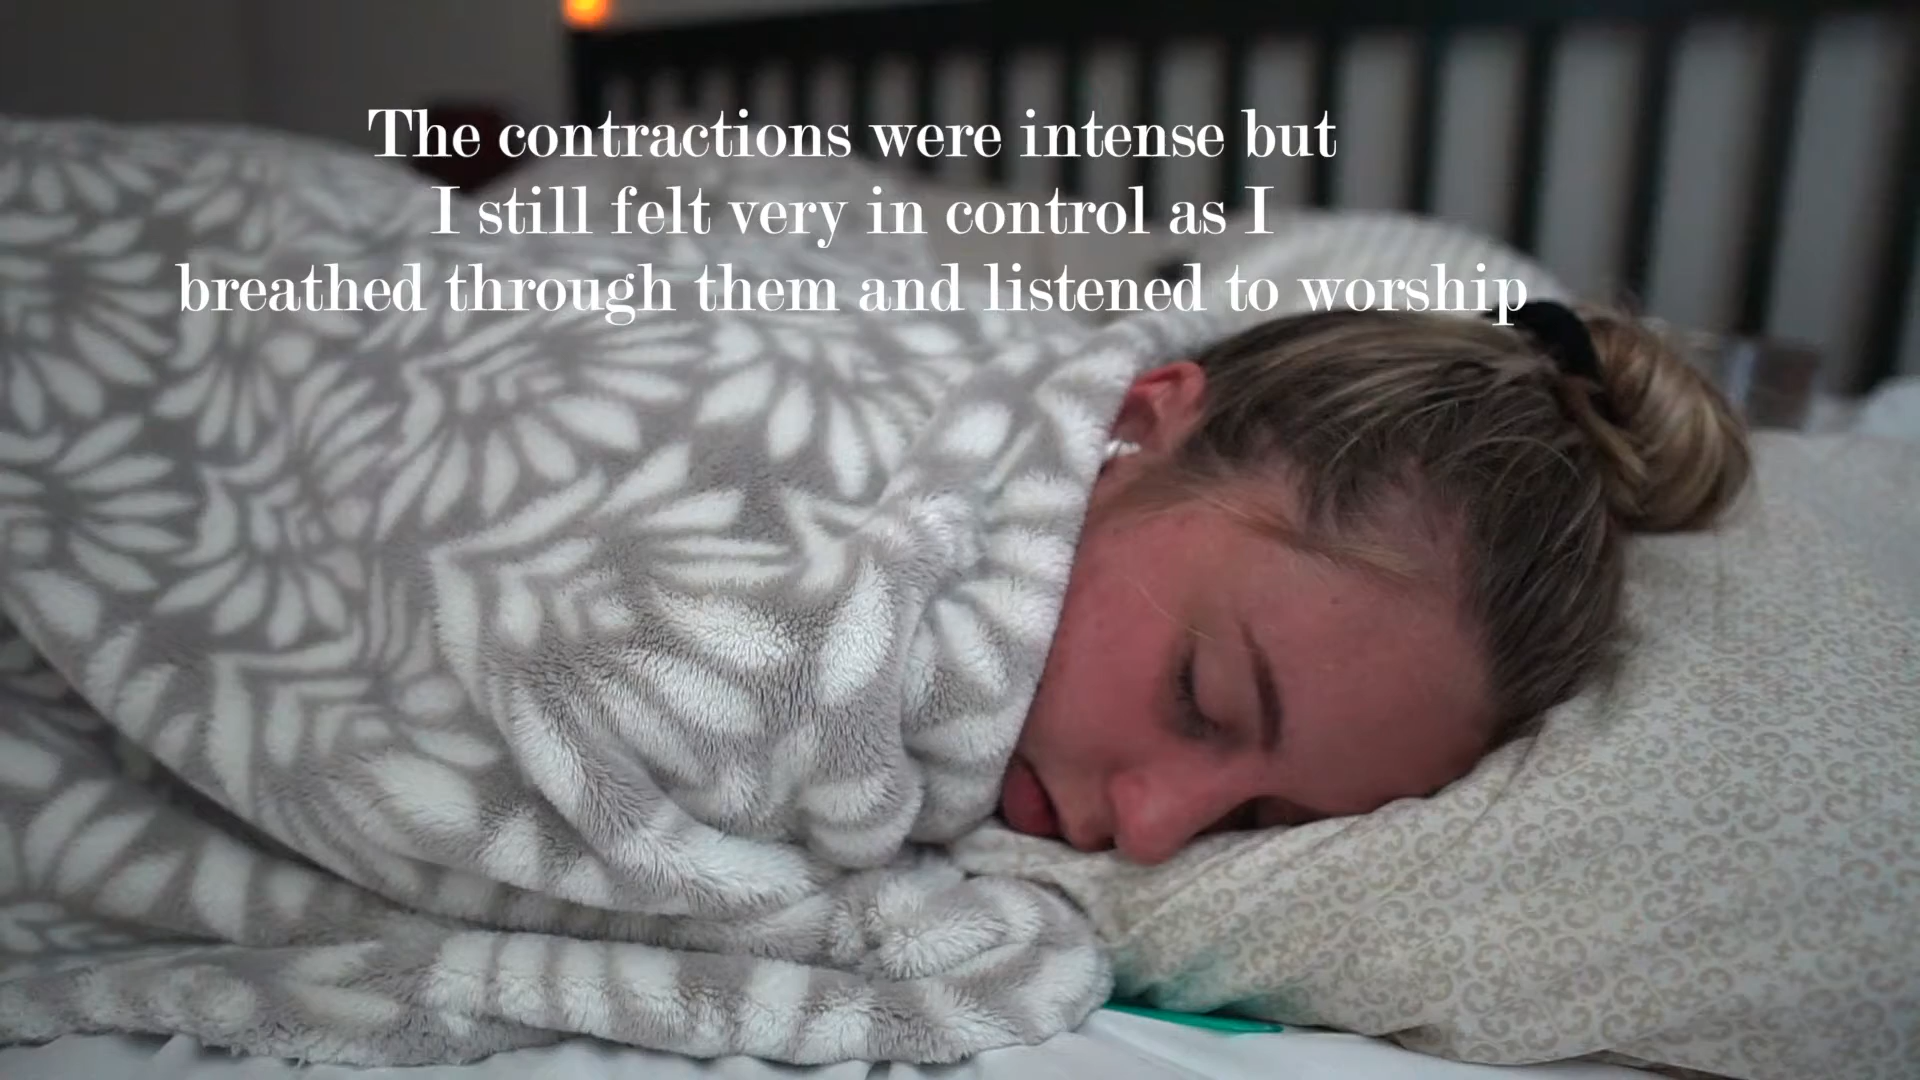 The contractions were intense but
I still felt very in control as I
breathed through them and listened to worship